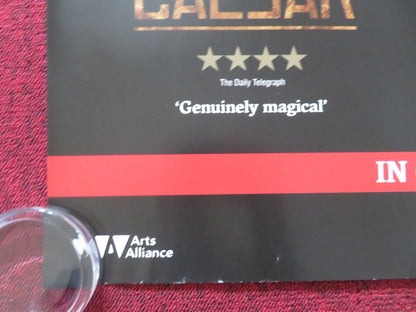 CAESAR
The Daily Telegraph
'Genuinely magical'
IN
Arts
Alliance